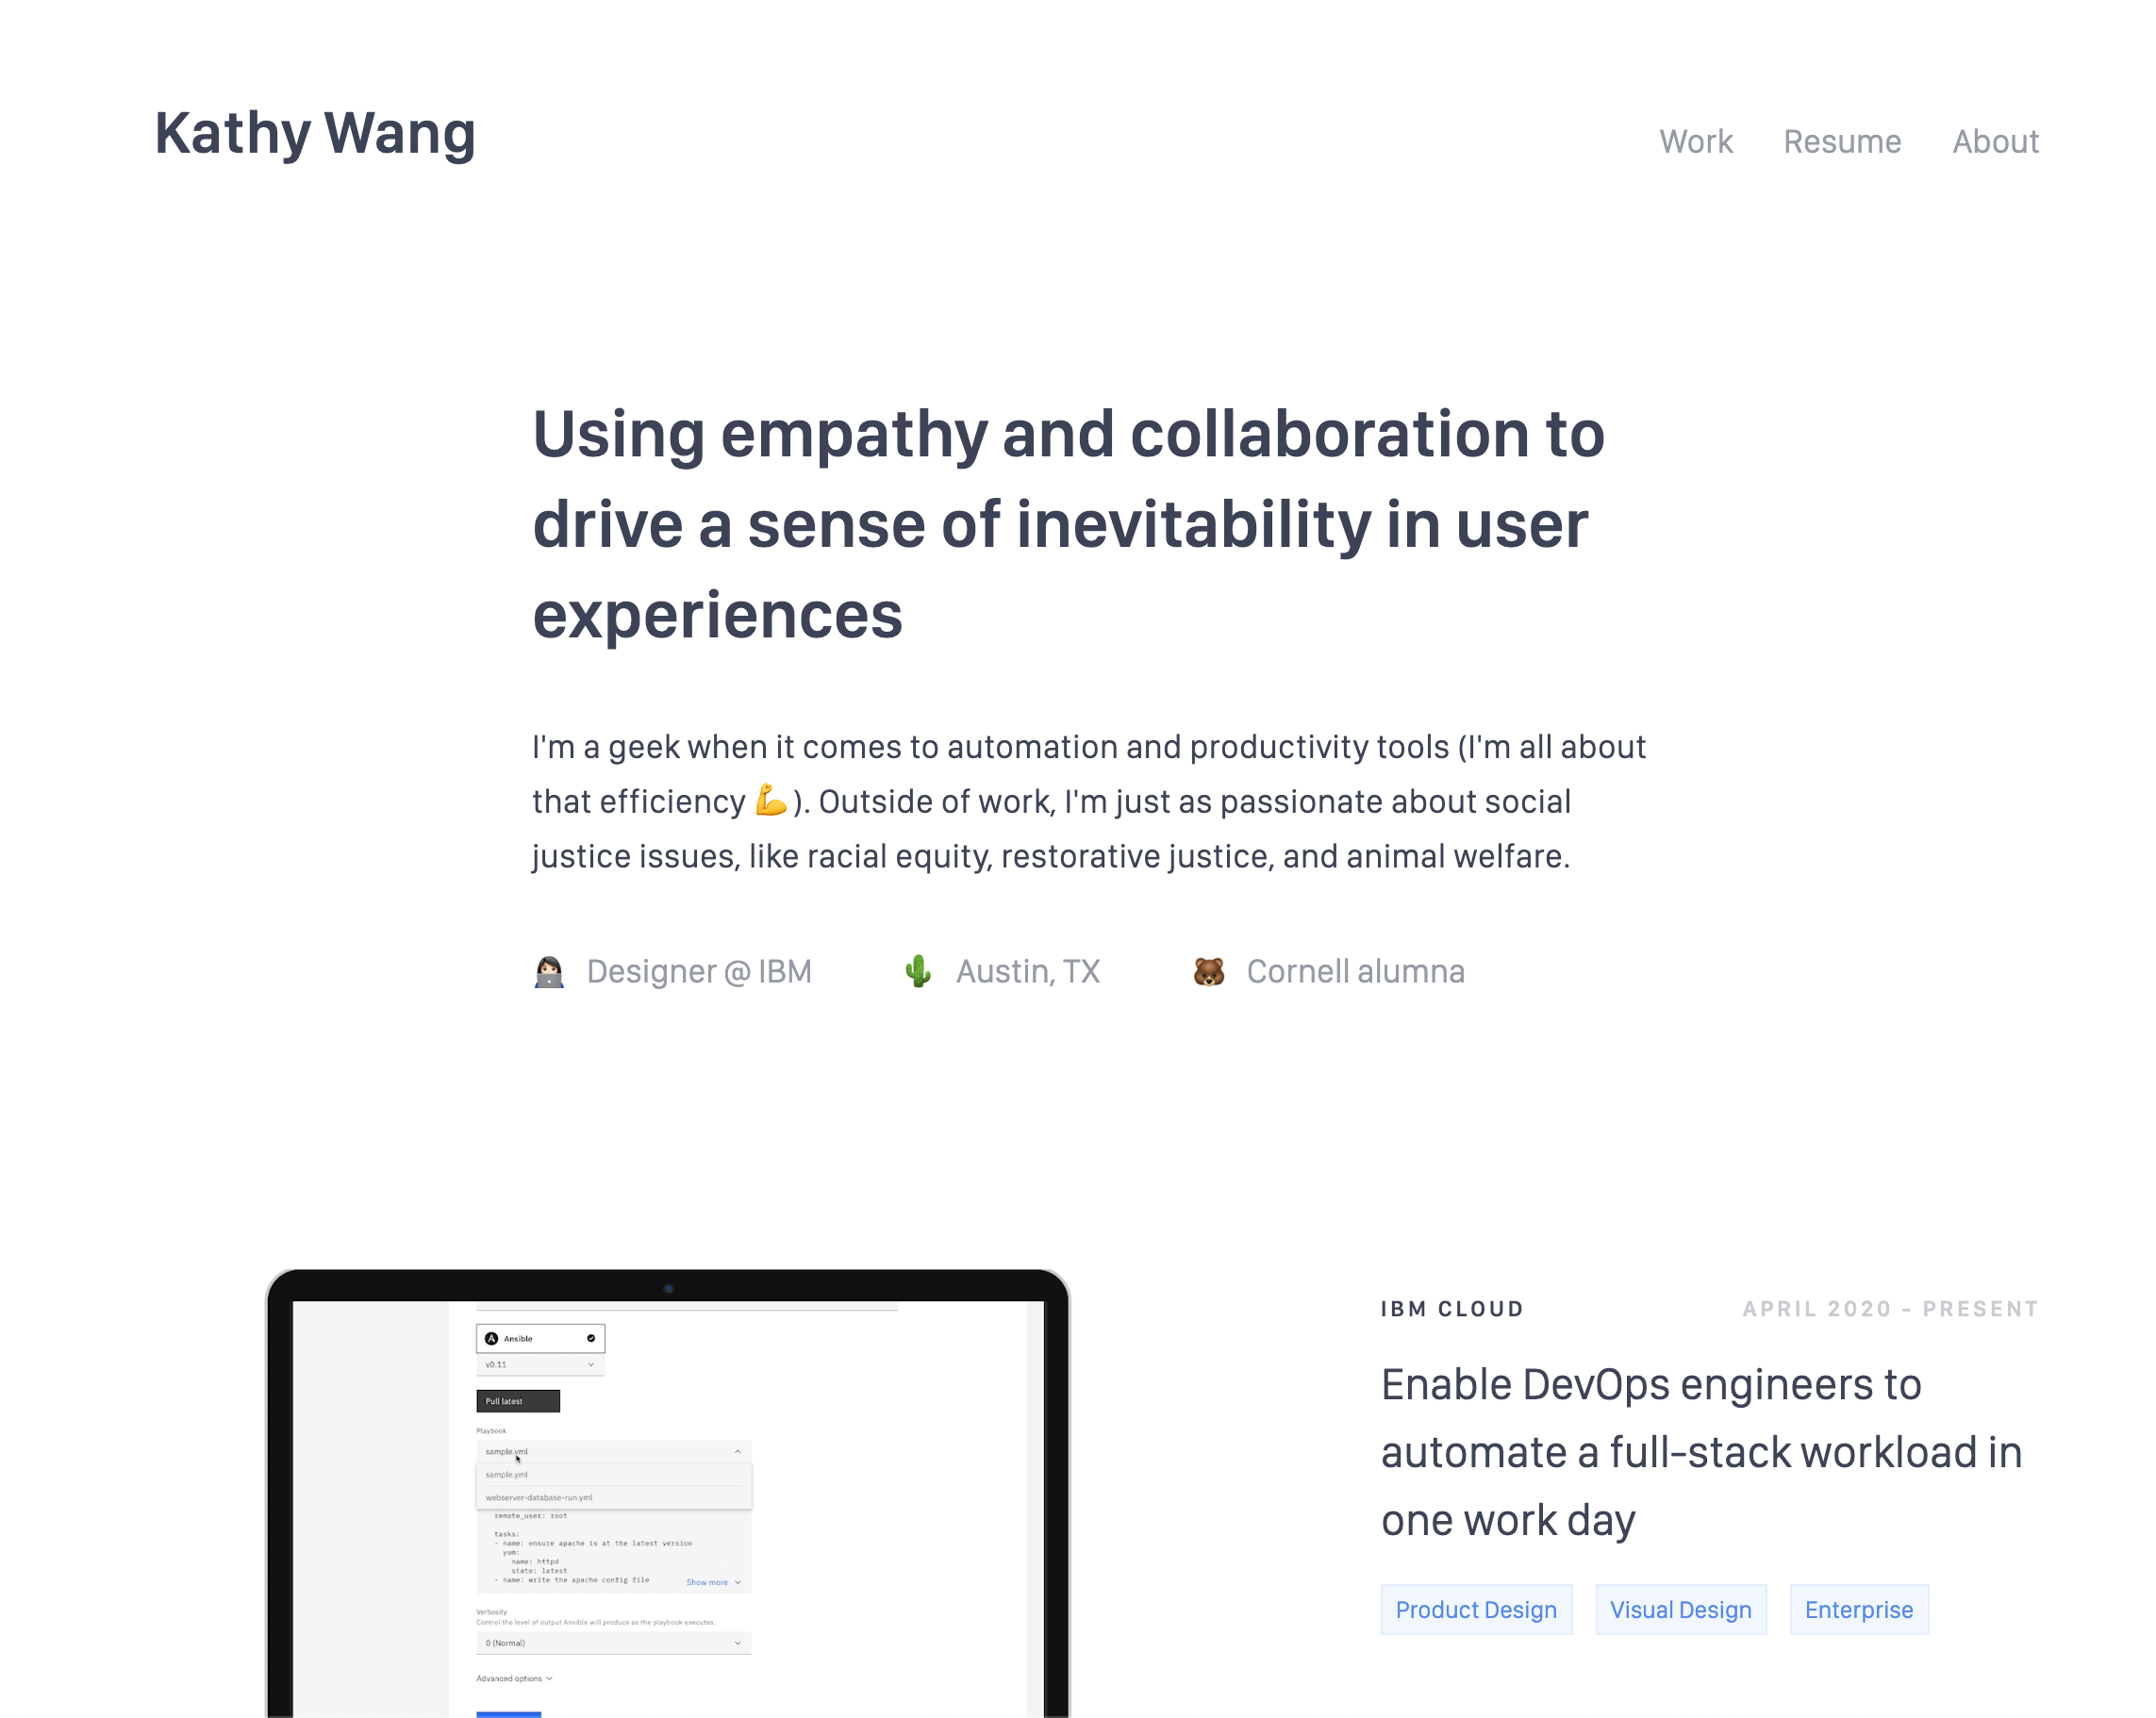 Kathy Wang
Work
Resume
About
Using empathy and collaboration to
drive a sense of inevitability in user
experiences
I'm a geek when it comes to automation and productivity tools (I'm all about
that efficiency 💪). Outside of work, I'm just as passionate about social
justice issues, like racial equity, restorative justice, and animal welfare.
Designer @ IBM
Austin, TX
Cornell alumna
Ansible
v0.11
Pull latest
Playbook
sample.yml
sample.yml
webserver-database-run.yml
remote_user: root
tasks:
- name: ensure apache is at the latest version
yum:
name: httpd
state: latest
- name: write the apache config file
Show more
Verbosity
Control the level of output Ansible will produce as the playbook executes.
0 (Normal)
Advanced options
IBM CLOUD
APRIL 2020 - PRESENT
Enable DevOps engineers to
automate a full-stack workload in
one work day
Product Design
Visual Design
Enterprise